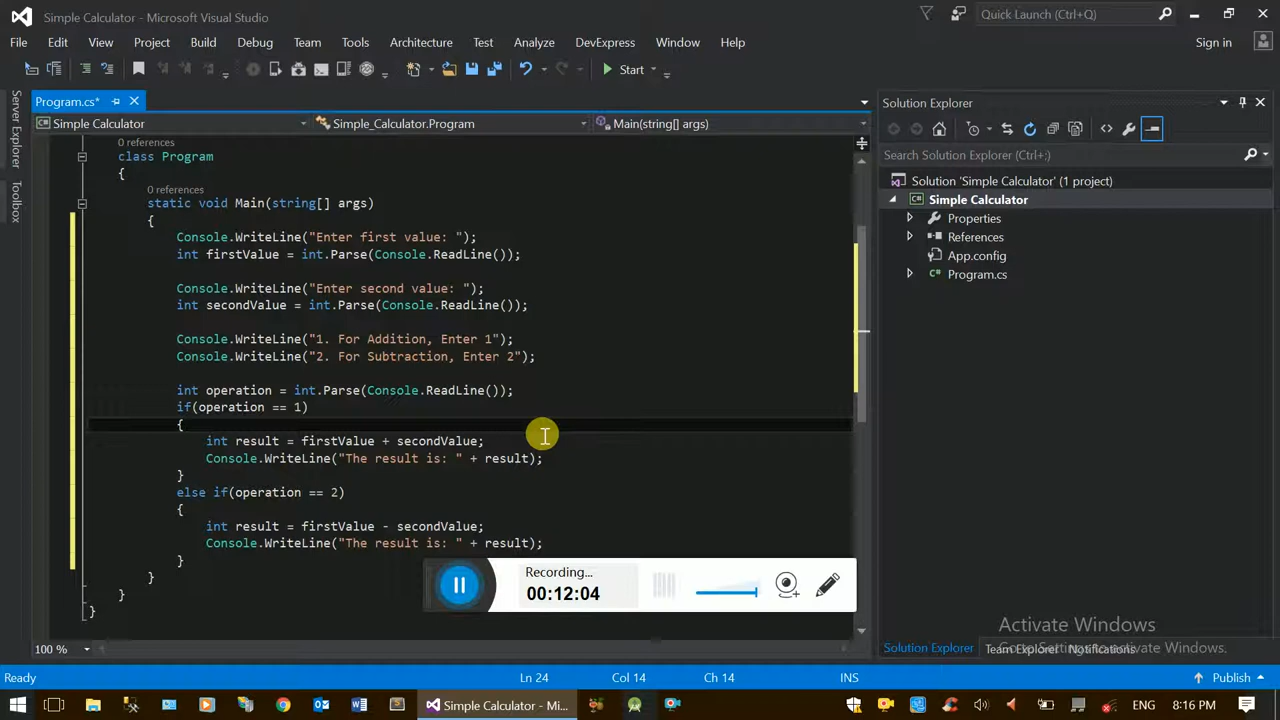 Simple Calculator - Microsoft Visual Studio
Quick Launch (Ctrl+Q)
File Edit View Project Build Debug Team Tools Architecture Test Analyze DevExpress Window Help
Sign in
Start
Server Explorer
Toolbox
Program.cs*
Simple Calculator
Simple_Calculator.Program
Main(string[] args)
0 references
class Program
{
0 references
static void Main(string[] args)
{
Console.WriteLine("Enter first value: ");
int firstValue = int.Parse(Console.ReadLine());
Console.WriteLine("Enter second value: ");
int secondValue = int.Parse(Console.ReadLine());
Console.WriteLine("1. For Addition, Enter 1");
Console.WriteLine("2. For Subtraction, Enter 2");
int operation = int.Parse(Console.ReadLine());
if(operation == 1)
{
int result = firstValue + secondValue;
Console.WriteLine("The result is: " + result);
}
else if(operation == 2)
{
int result = firstValue - secondValue;
Console.WriteLine("The result is: " + result);
}
}
}
}
100 %
Recording...
00:12:04
Solution Explorer
Search Solution Explorer (Ctrl+;)
Solution 'Simple Calculator' (1 project)
C# Simple Calculator
Properties
References
App.config
C# Program.cs
Activate Windows
to activate Windows.
Solution Explorer Team Explorer Notifications
Ready
Ln 24
Col 14
Ch 14
INS
Publish
Simple Calculator - Mi...
ENG
8:16 PM